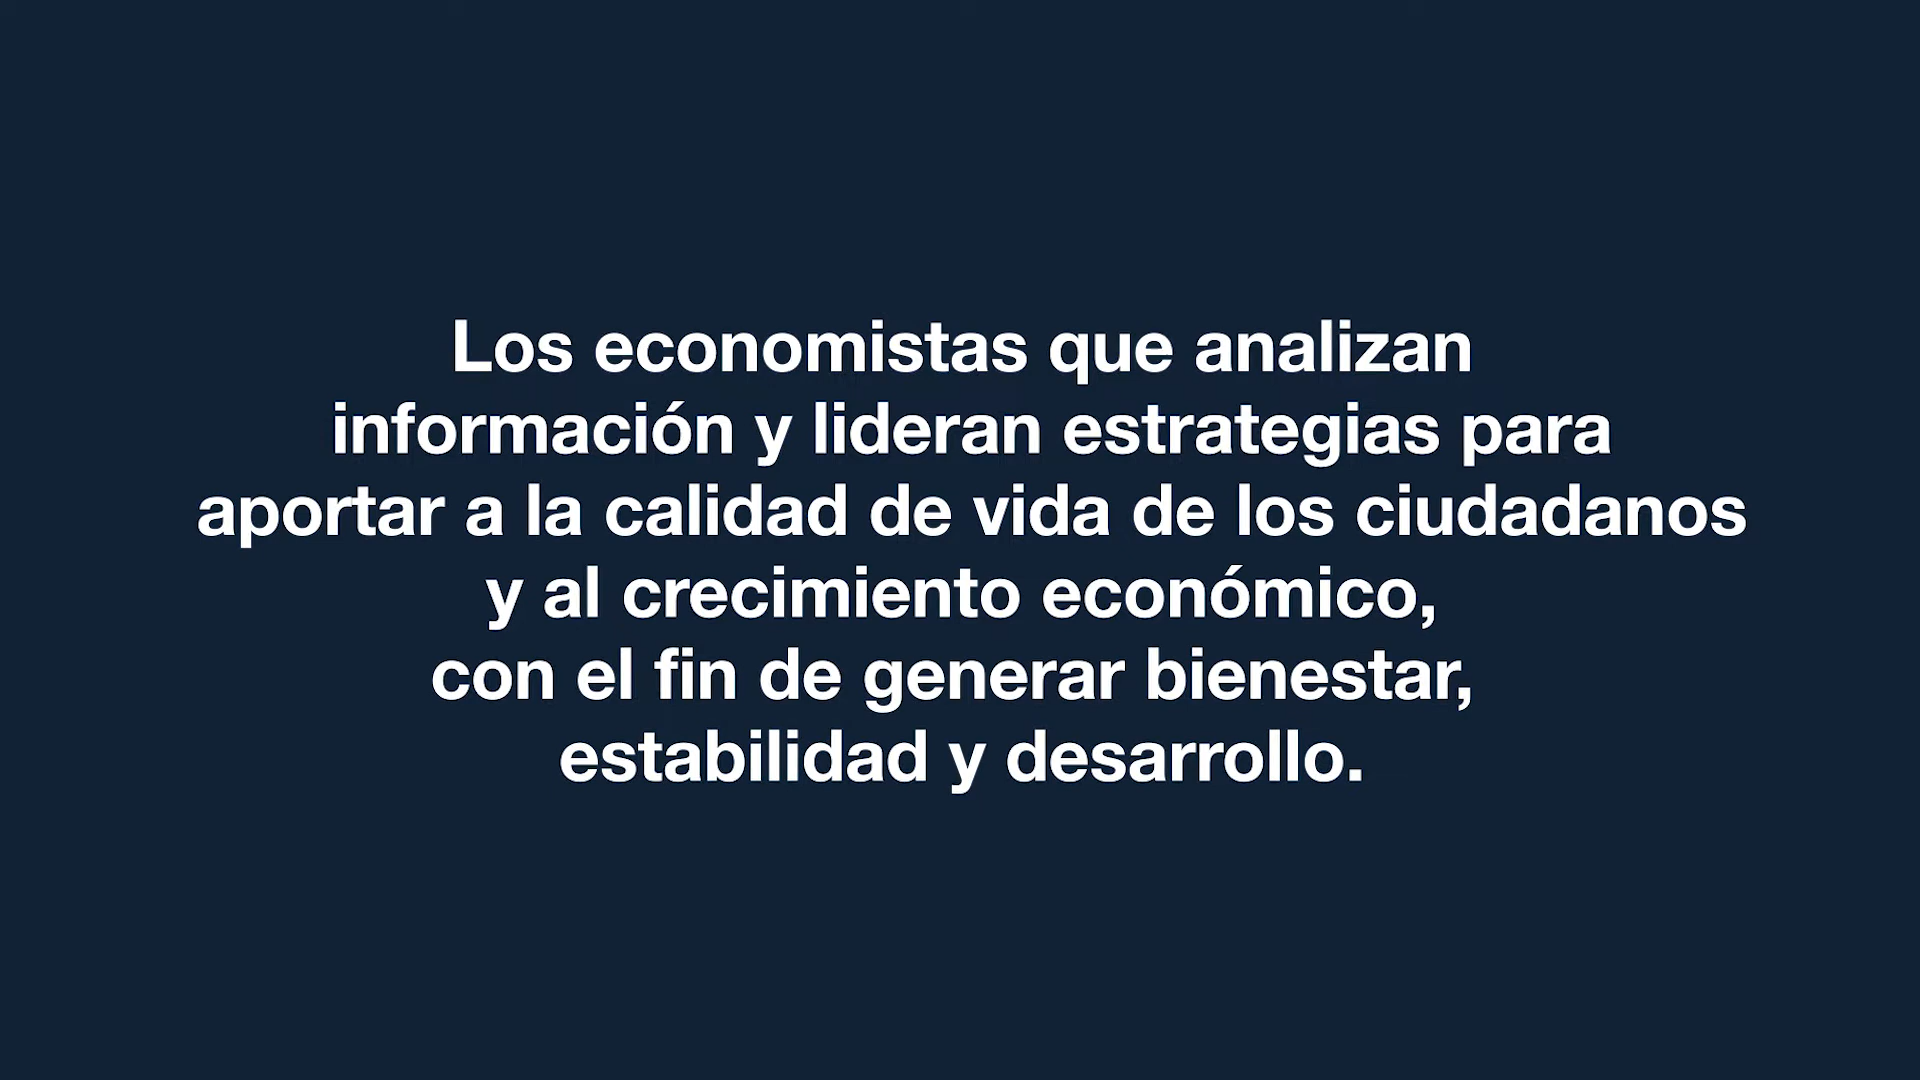 Los economistas que analizan
información y lideran estrategias para
aportar a la calidad de vida de los ciudadanos
y al crecimiento económico,
con el fin de generar bienestar,
estabilidad y desarrollo.